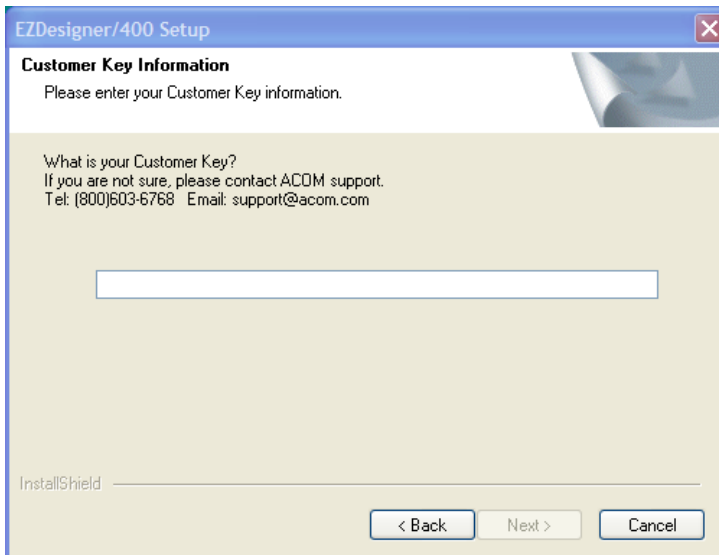 EZDesigner/400 Setup
Customer Key Information
Please enter your Customer Key information.
What is your Customer Key?
If you are not sure, please contact ACOM support.
Tel: (800)603-6768   Email: support@acom.com
InstallShield
< Back
Next >
Cancel